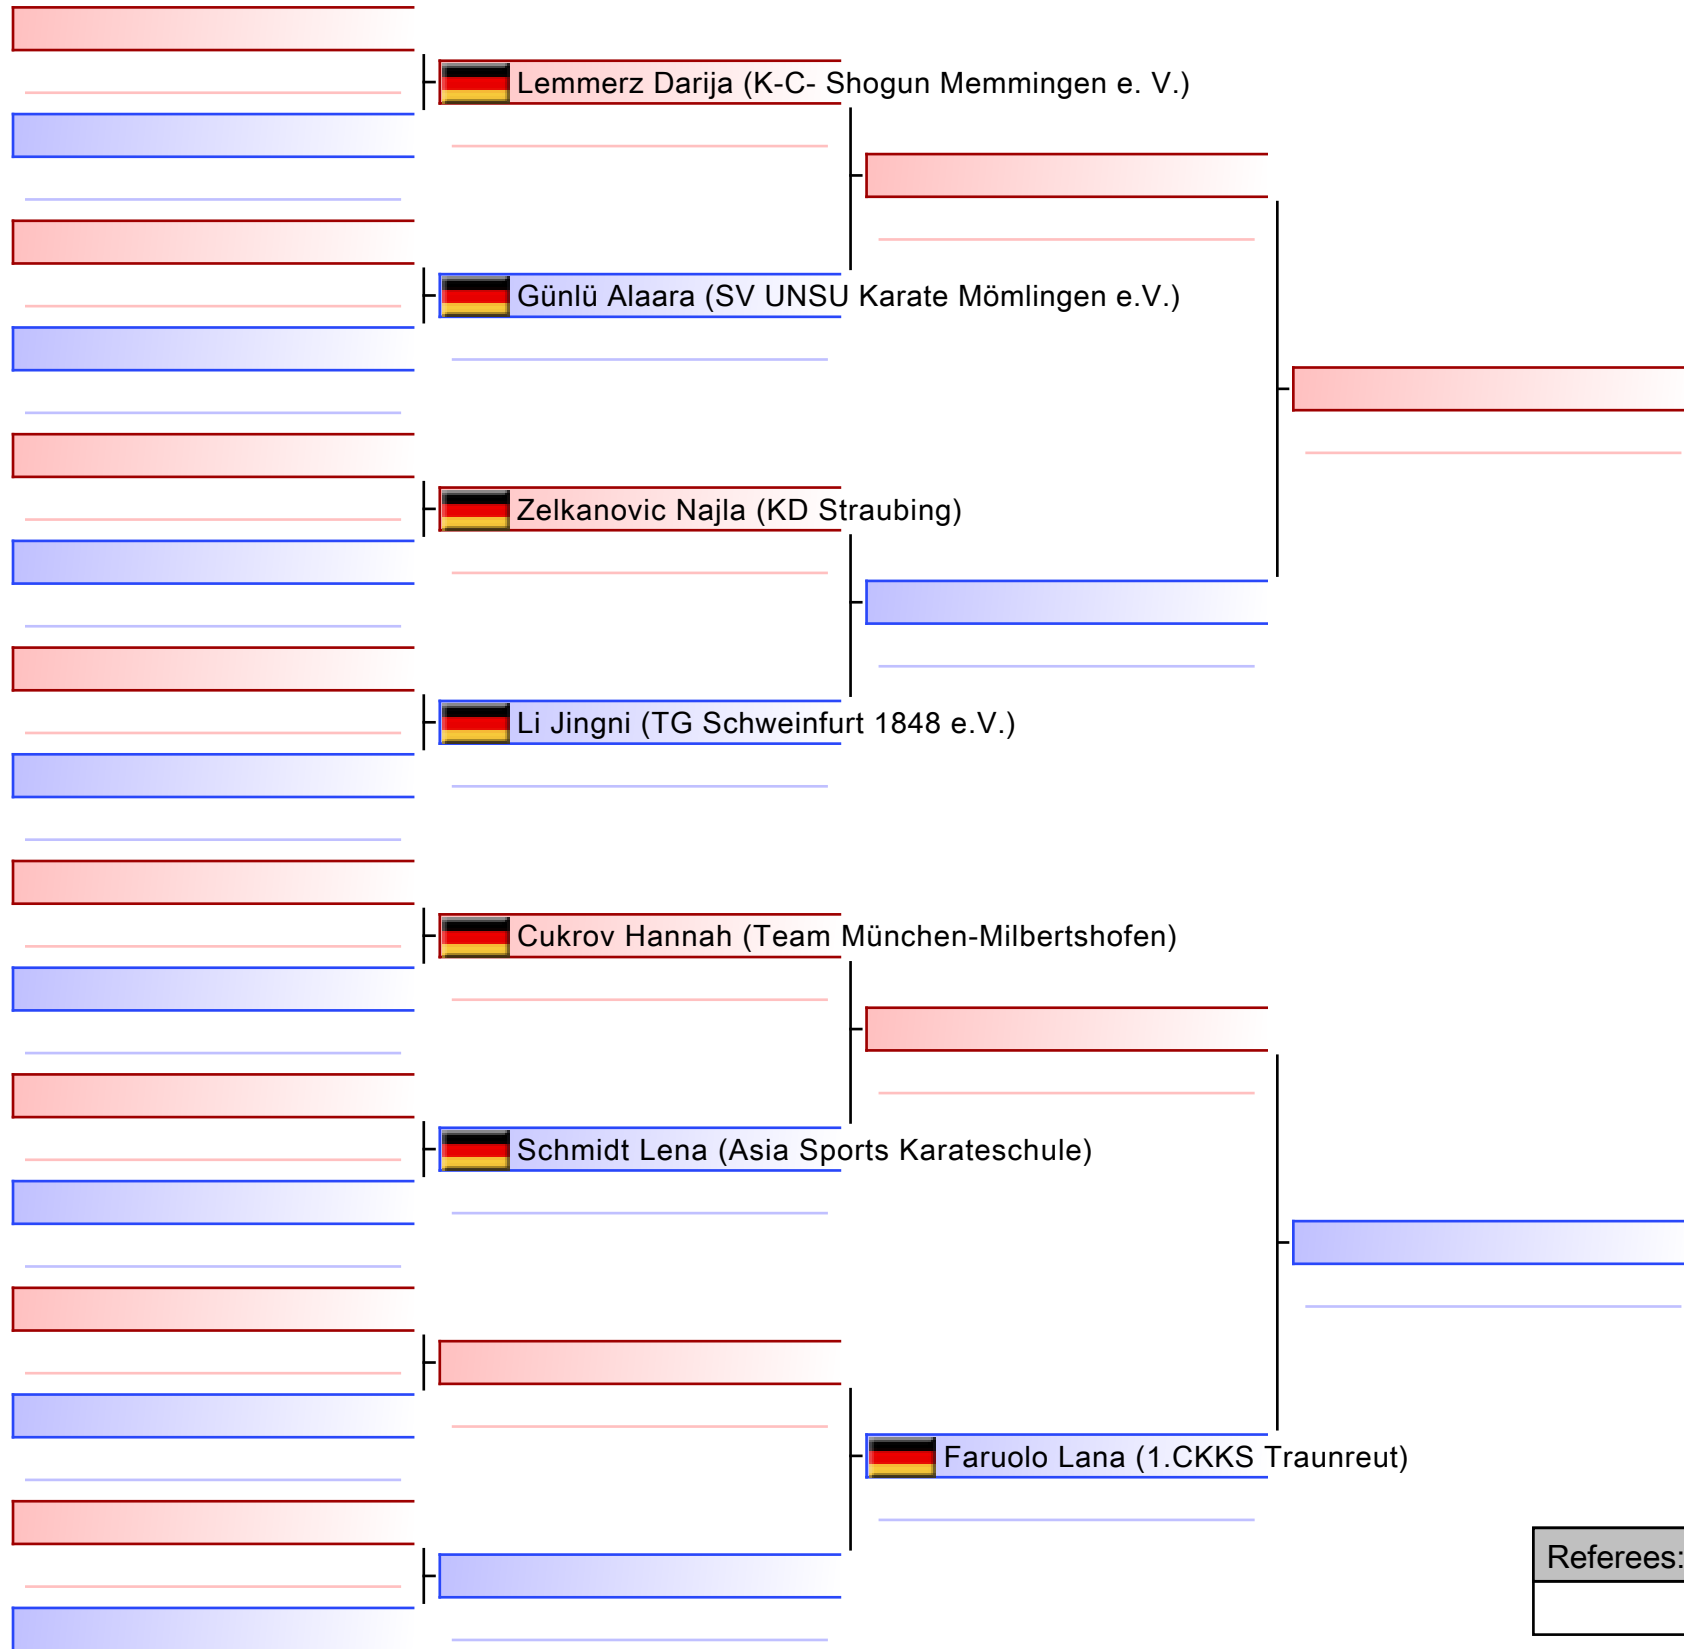 Lemmerz Darija (K-C- Shogun Memmingen e. V.)
Günlü Alaara (SV UNSU Karate Mömlingen e.V.)
Zelkanovic Najla (KD Straubing)
Li Jingni (TG Schweinfurt 1848 e.V.)
Cukrov Hannah (Team München-Milbertshofen)
Schmidt Lena (Asia Sports Karateschule)
Faruolo Lana (1.CKKS Traunreut)
Referees: